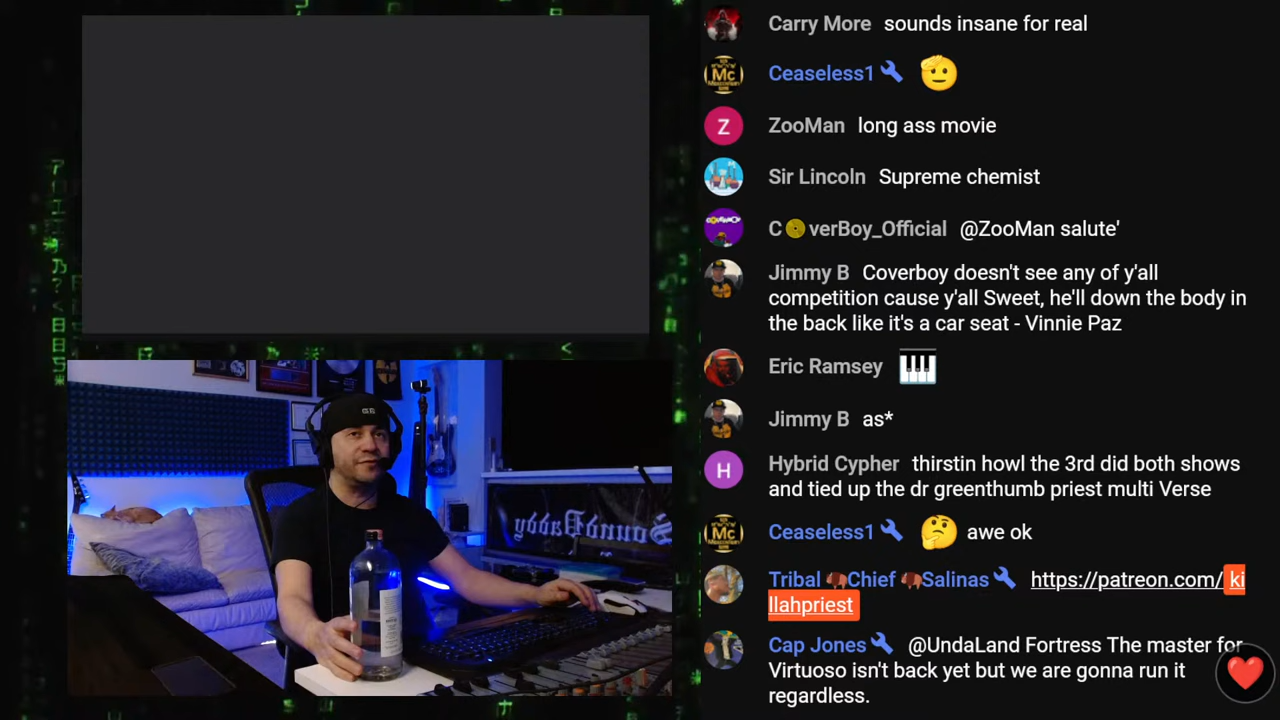 Carry More sounds insane for real
Ceaseless1 🔧 🫡
ZooMan long ass movie
Z
Sir Lincoln Supreme chemist
C📀verBoy_Official @ZooMan salute'
Jimmy B Coverboy doesn't see any of y'all
competition cause y'all Sweet, he'll down the body in
the back like it's a car seat - Vinnie Paz
Eric Ramsey 🎹
Jimmy B as*
Hybrid Cypher thirstin howl the 3rd did both shows
and tied up the dr greenthumb priest multi Verse
H
Ceaseless1 🔧 🤔 awe ok
Tribal 🦬Chief 🦬Salinas 🔧 https://patreon.com/ ki
llahpriest
Cap Jones 🔧 @UndaLand Fortress The master for
Virtuoso isn't back yet but we are gonna run it
regardless.
SoundDaddy
Mc
Mc